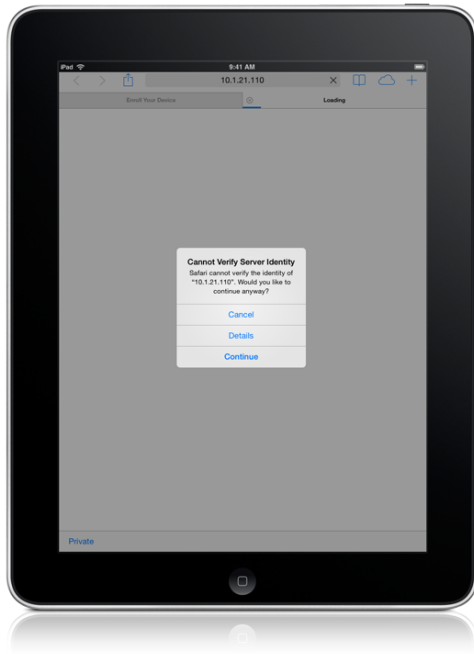 iPad 9:41 AM
10.1.21.110
Enroll Your Device Loading
Cannot Verify Server Identity
Safari cannot verify the identity of
"10.1.21.110". Would you like to
continue anyway?
Cancel
Details
Continue
Private